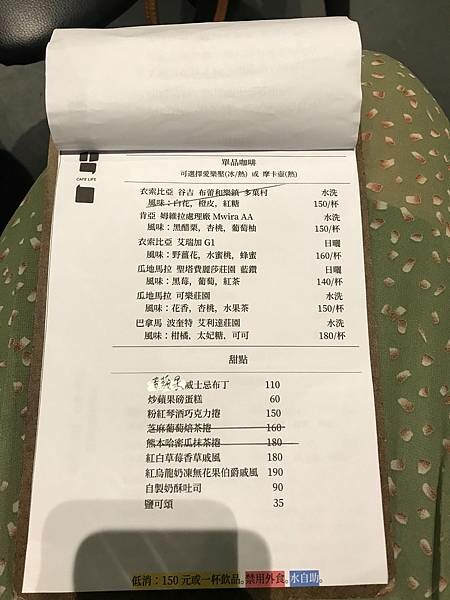 CAFE LIFE
單品咖啡
可選擇愛樂壓(冰/熱) 或 摩卡壺(熱)
衣索比亞 谷吉 布蕾和樂鎮 多葉村 水洗
風味:白花, 橙皮, 紅糖 150/杯
肯亞 姆維拉處理廠 Mwira AA 水洗
風味:黑醋栗, 杏桃, 葡萄柚 150/杯
衣索比亞 艾瑞加 G1 日曬
風味:野薑花, 水蜜桃, 蜂蜜 160/杯
瓜地馬拉 聖塔費麗莎莊園 藍鑽 日曬
風味:黑莓, 葡萄, 紅茶 140/杯
瓜地馬拉 可樂莊園 水洗
風味:花香, 杏桃, 水果茶 150/杯
巴拿馬 波奎特 艾利達莊園 水洗
風味:柑橘, 太妃糖, 可可 180/杯
甜點
青蘋果威士忌布丁 110
炒蘋果磅蛋糕 60
粉紅琴酒巧克力捲 150
芝麻葡萄焙茶捲 160
熊本哈密瓜抹茶捲 180
紅白草莓香草戚風 180
紅烏龍奶凍無花果伯爵戚風 190
自製奶酥吐司 90
鹽可頌 35
低消:150 元或一杯飲品。禁用外食。水自助。